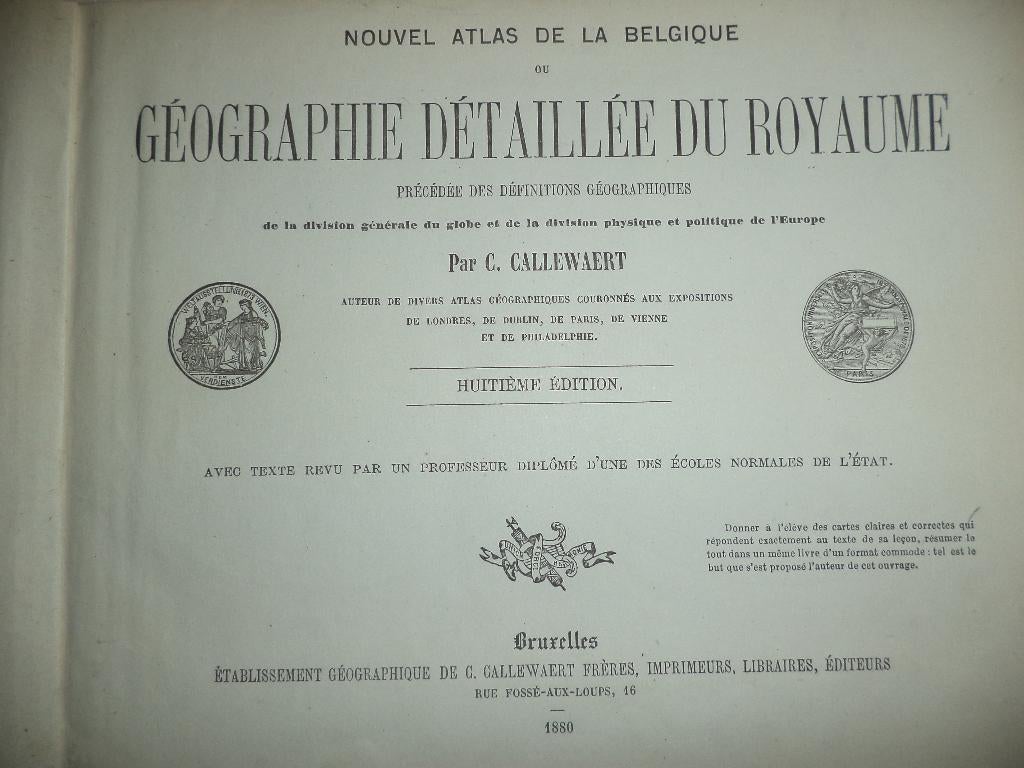 NOUVEL ATLAS DE LA BELGIQUE
OU
GÉOGRAPHIE DÉTAILLÉE DU ROYAUME
PRÉCÉDÉE DES DÉFINITIONS GÉOGRAPHIQUES
de la division générale du globe et de la division physique et politique de l'Europe
Par C. CALLEWAERT
AUTEUR DE DIVERS ATLAS GÉOGRAPHIQUES COURONNÉS AUX EXPOSITIONS
DE LONDRES, DE DUBLIN, DE PARIS, DE VIENNE
ET DE PHILADELPHIE.
WELTAUSSTELLUNG 1873 WIEN
DEM VERDIENSTE
PARIS
HUITIÈME ÉDITION.
AVEC TEXTE REVU PAR UN PROFESSEUR DIPLÔMÉ D'UNE DES ÉCOLES NORMALES DE L'ÉTAT.
Donner à l'élève des cartes claires et correctes qui
répondent exactement au texte de sa leçon, résumer le
tout dans un même livre d'un format commode : tel est le
but que s'est proposé l'auteur de cet ouvrage.
Bruxelles
ÉTABLISSEMENT GÉOGRAPHIQUE DE C. CALLEWAERT FRÈRES, IMPRIMEURS, LIBRAIRES, ÉDITEURS
RUE FOSSÉ-AUX-LOUPS, 16
1880